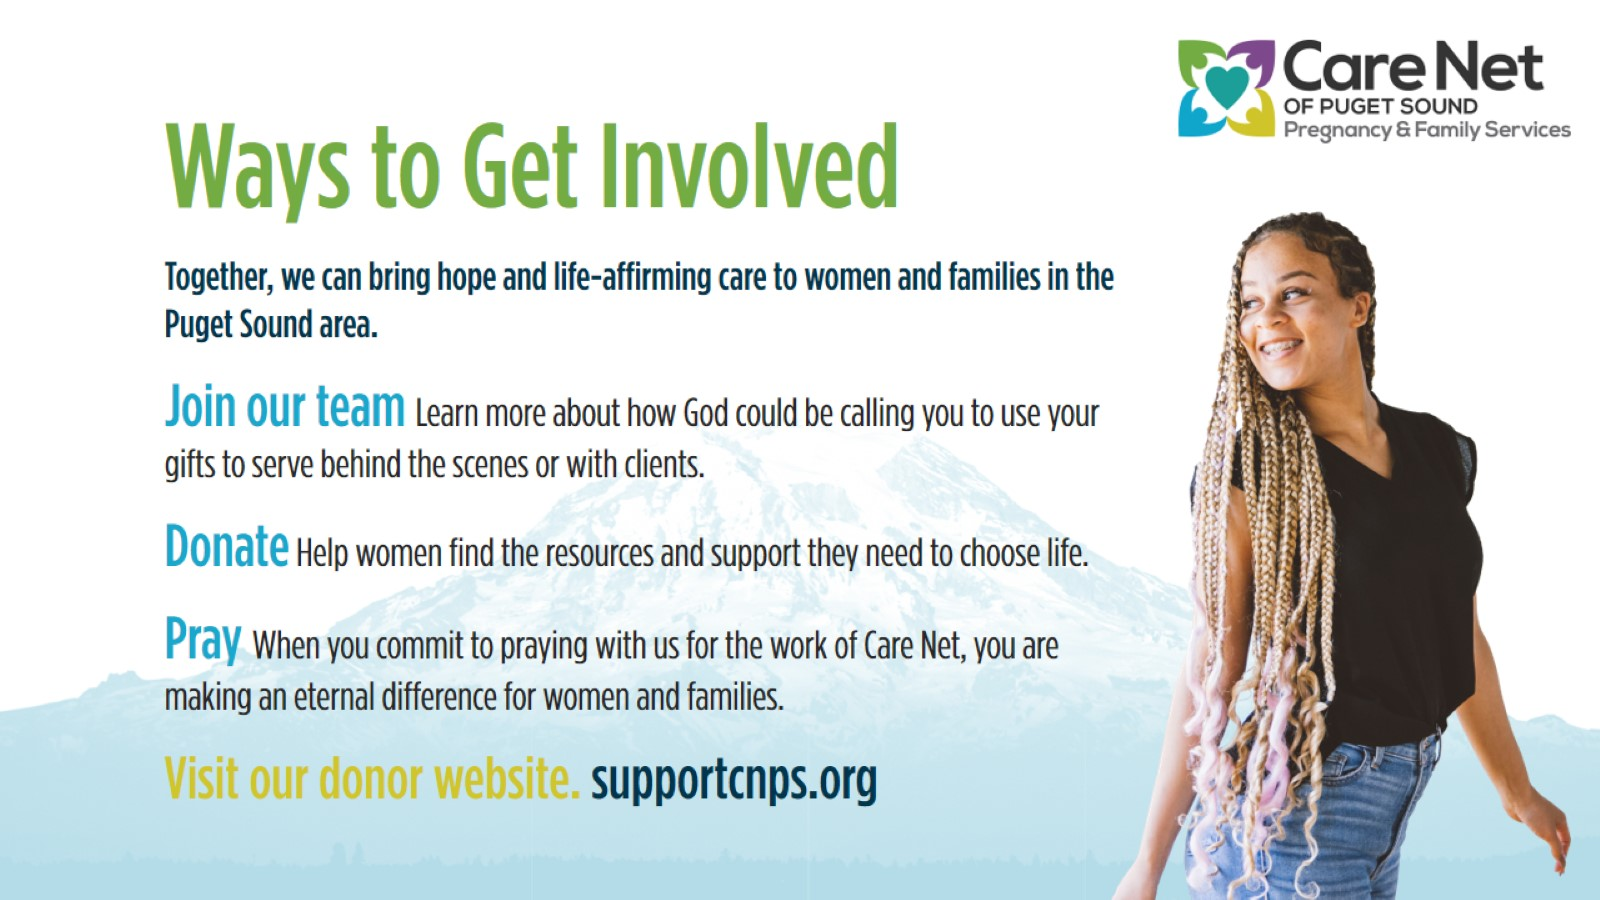 Care Net
OF PUGET SOUND
Pregnancy & Family Services
Ways to Get Involved
Together, we can bring hope and life-affirming care to women and families in the
Puget Sound area.
Join our team Learn more about how God could be calling you to use your
gifts to serve behind the scenes or with clients.
Donate Help women find the resources and support they need to choose life.
Pray When you commit to praying with us for the work of Care Net, you are
making an eternal difference for women and families.
Visit our donor website. supportcnps.org